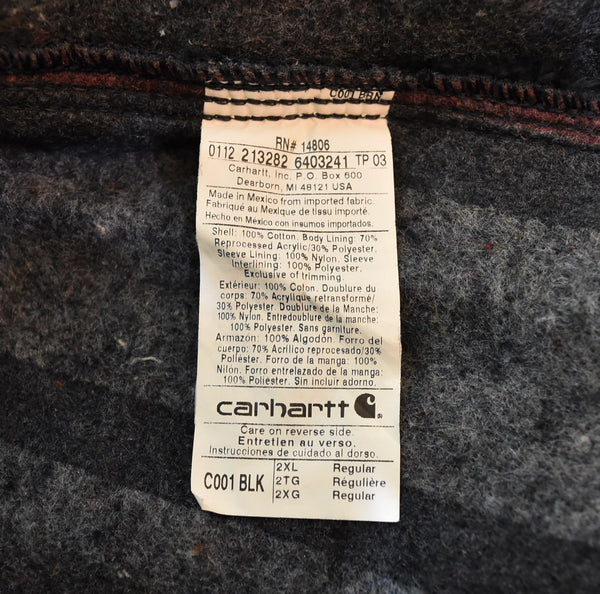 C001 BRN
RN# 14806
0112 213282 6403241 TP 03
Carhartt, Inc. P.O. Box 600
Dearborn, MI 48121 USA
Made in Mexico from imported fabric.
Fabriqué au Mexique de tissu importé.
Hecho en México con insumos importados
Shell: 100% Cotton. Body Lining: 70%
Reprocessed Acrylic/30% Polyester.
Sleeve Lining: 100% Nylon. Sleeve
Interlining: 100% Polyester.
Exclusive of trimming.
Extérieur: 100% Coton. Doublure du
corps: 70% Acrylique retransformé/
30% Polyester. Doublure de la manche:
100% Nylon. Entredoublure de la manche:
100% Polyester. Sans garniture.
Armazon: 100% Algodón. Forro del
cuerpo: 70% Acrílico reprocesado/30%
Poliéster. Forro de la manga: 100%
Nilon. Forro entrelazado de la manga:
100% Poliéster. Sin incluir adorno.
carhartt
Care on reverse side.
Entretien au verso.
Instrucciones de cuidado al dorso.
C001 BLK
2XL Regular
2TG Régulière
2XG Regular